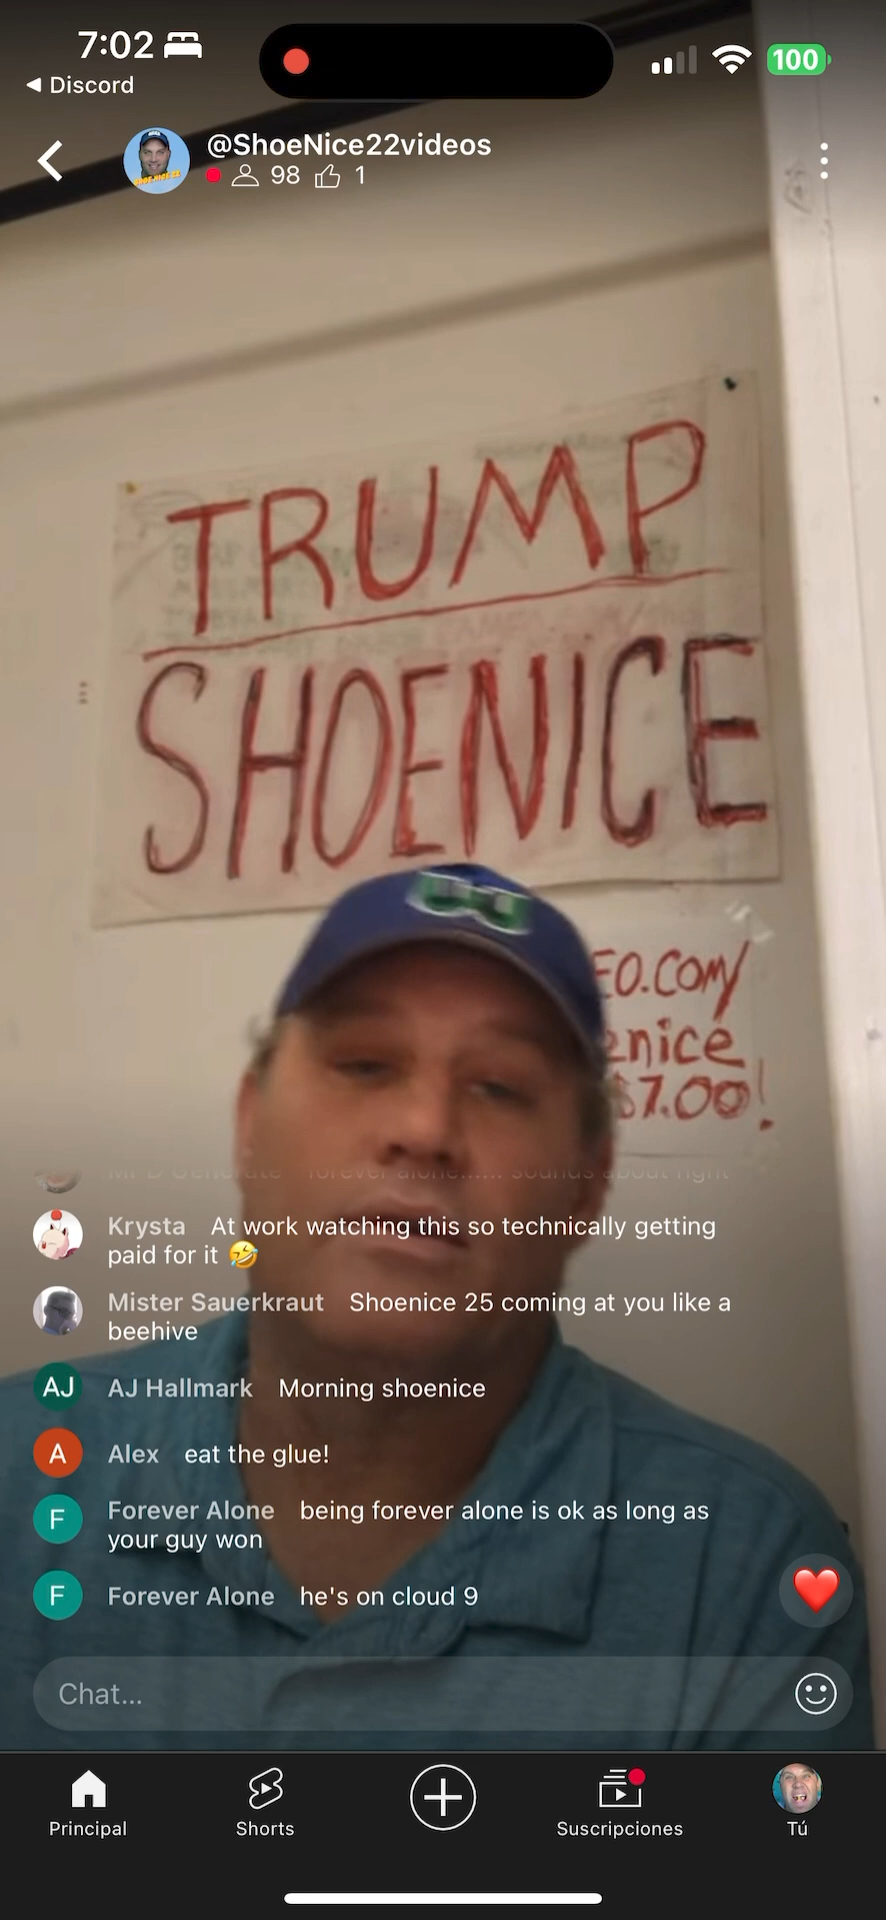 7:02
100
Discord
@ShoeNice22videos
98 1
TRUMP
SHOENICE
EO.COM/
enice
$7.00!
Krysta At work watching this so technically getting
paid for it 🤣
Mister Sauerkraut Shoenice 25 coming at you like a
beehive
AJ
AJ Hallmark Morning shoenice
A
Alex eat the glue!
F
Forever Alone being forever alone is ok as long as
your guy won
F
Forever Alone he's on cloud 9
Chat...
Principal
Shorts
Suscripciones
Tú